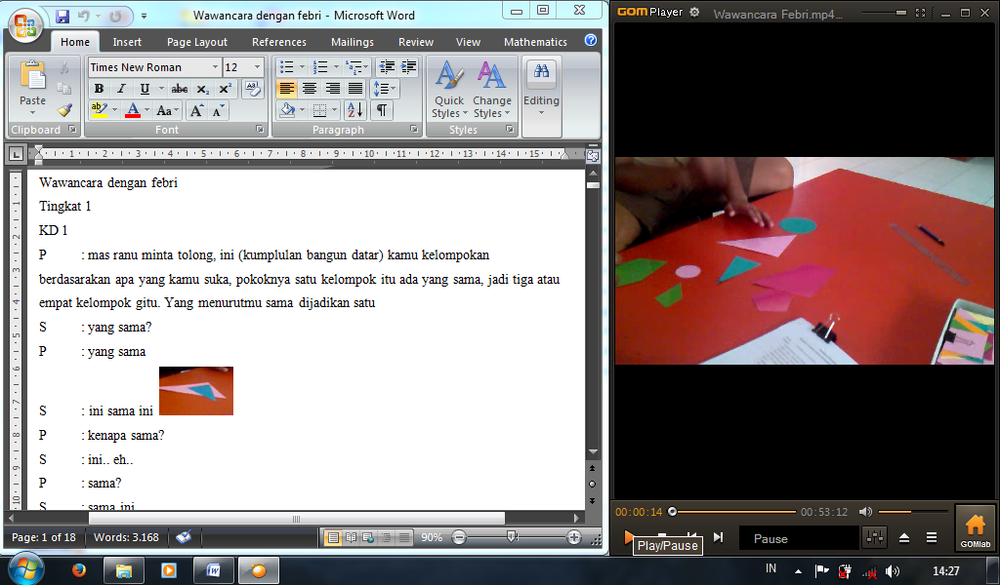 Wawancara dengan febri - Microsoft Word
Home Insert Page Layout References Mailings Review View Mathematics
Paste
Clipboard
Times New Roman 12
Font
Paragraph
Quick Styles
Change Styles
Styles
Editing
Wawancara dengan febri
Tingkat 1
KD 1
P : mas ranu minta tolong, ini (kumplulan bangun datar) kamu kelompokan
berdasarakan apa yang kamu suka, pokoknya satu kelompok itu ada yang sama, jadi tiga atau
empat kelompok gitu. Yang menurutmu sama dijadikan satu
S : yang sama?
P : yang sama
S : ini sama ini
P : kenapa sama?
S : ini.. eh..
P : sama?
S : sama ini
Page: 1 of 18 Words: 3.168 90%
GOM Player Wawancara Febri.mp4...
00:00:14 00:53:12
Pause
Play/Pause
GOMlab
IN 14:27